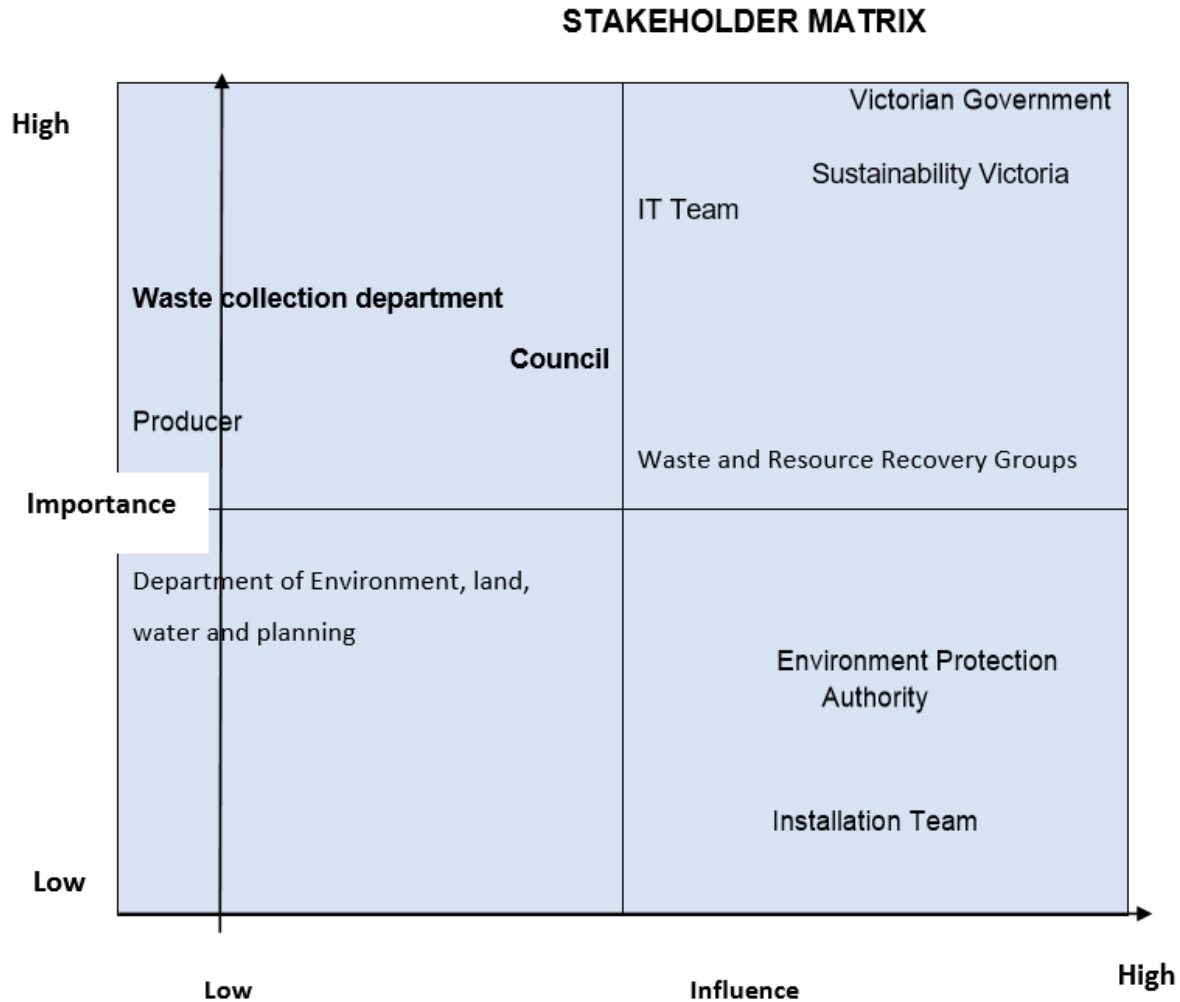 STAKEHOLDER MATRIX
Victorian Government
High
Sustainability Victoria
IT Team
Waste collection department
Council
Producer
Waste and Resource Recovery Groups
Importance
Department of Environment, land,
water and planning
Environment Protection
Authority
Installation Team
Low
High
Low
Influence